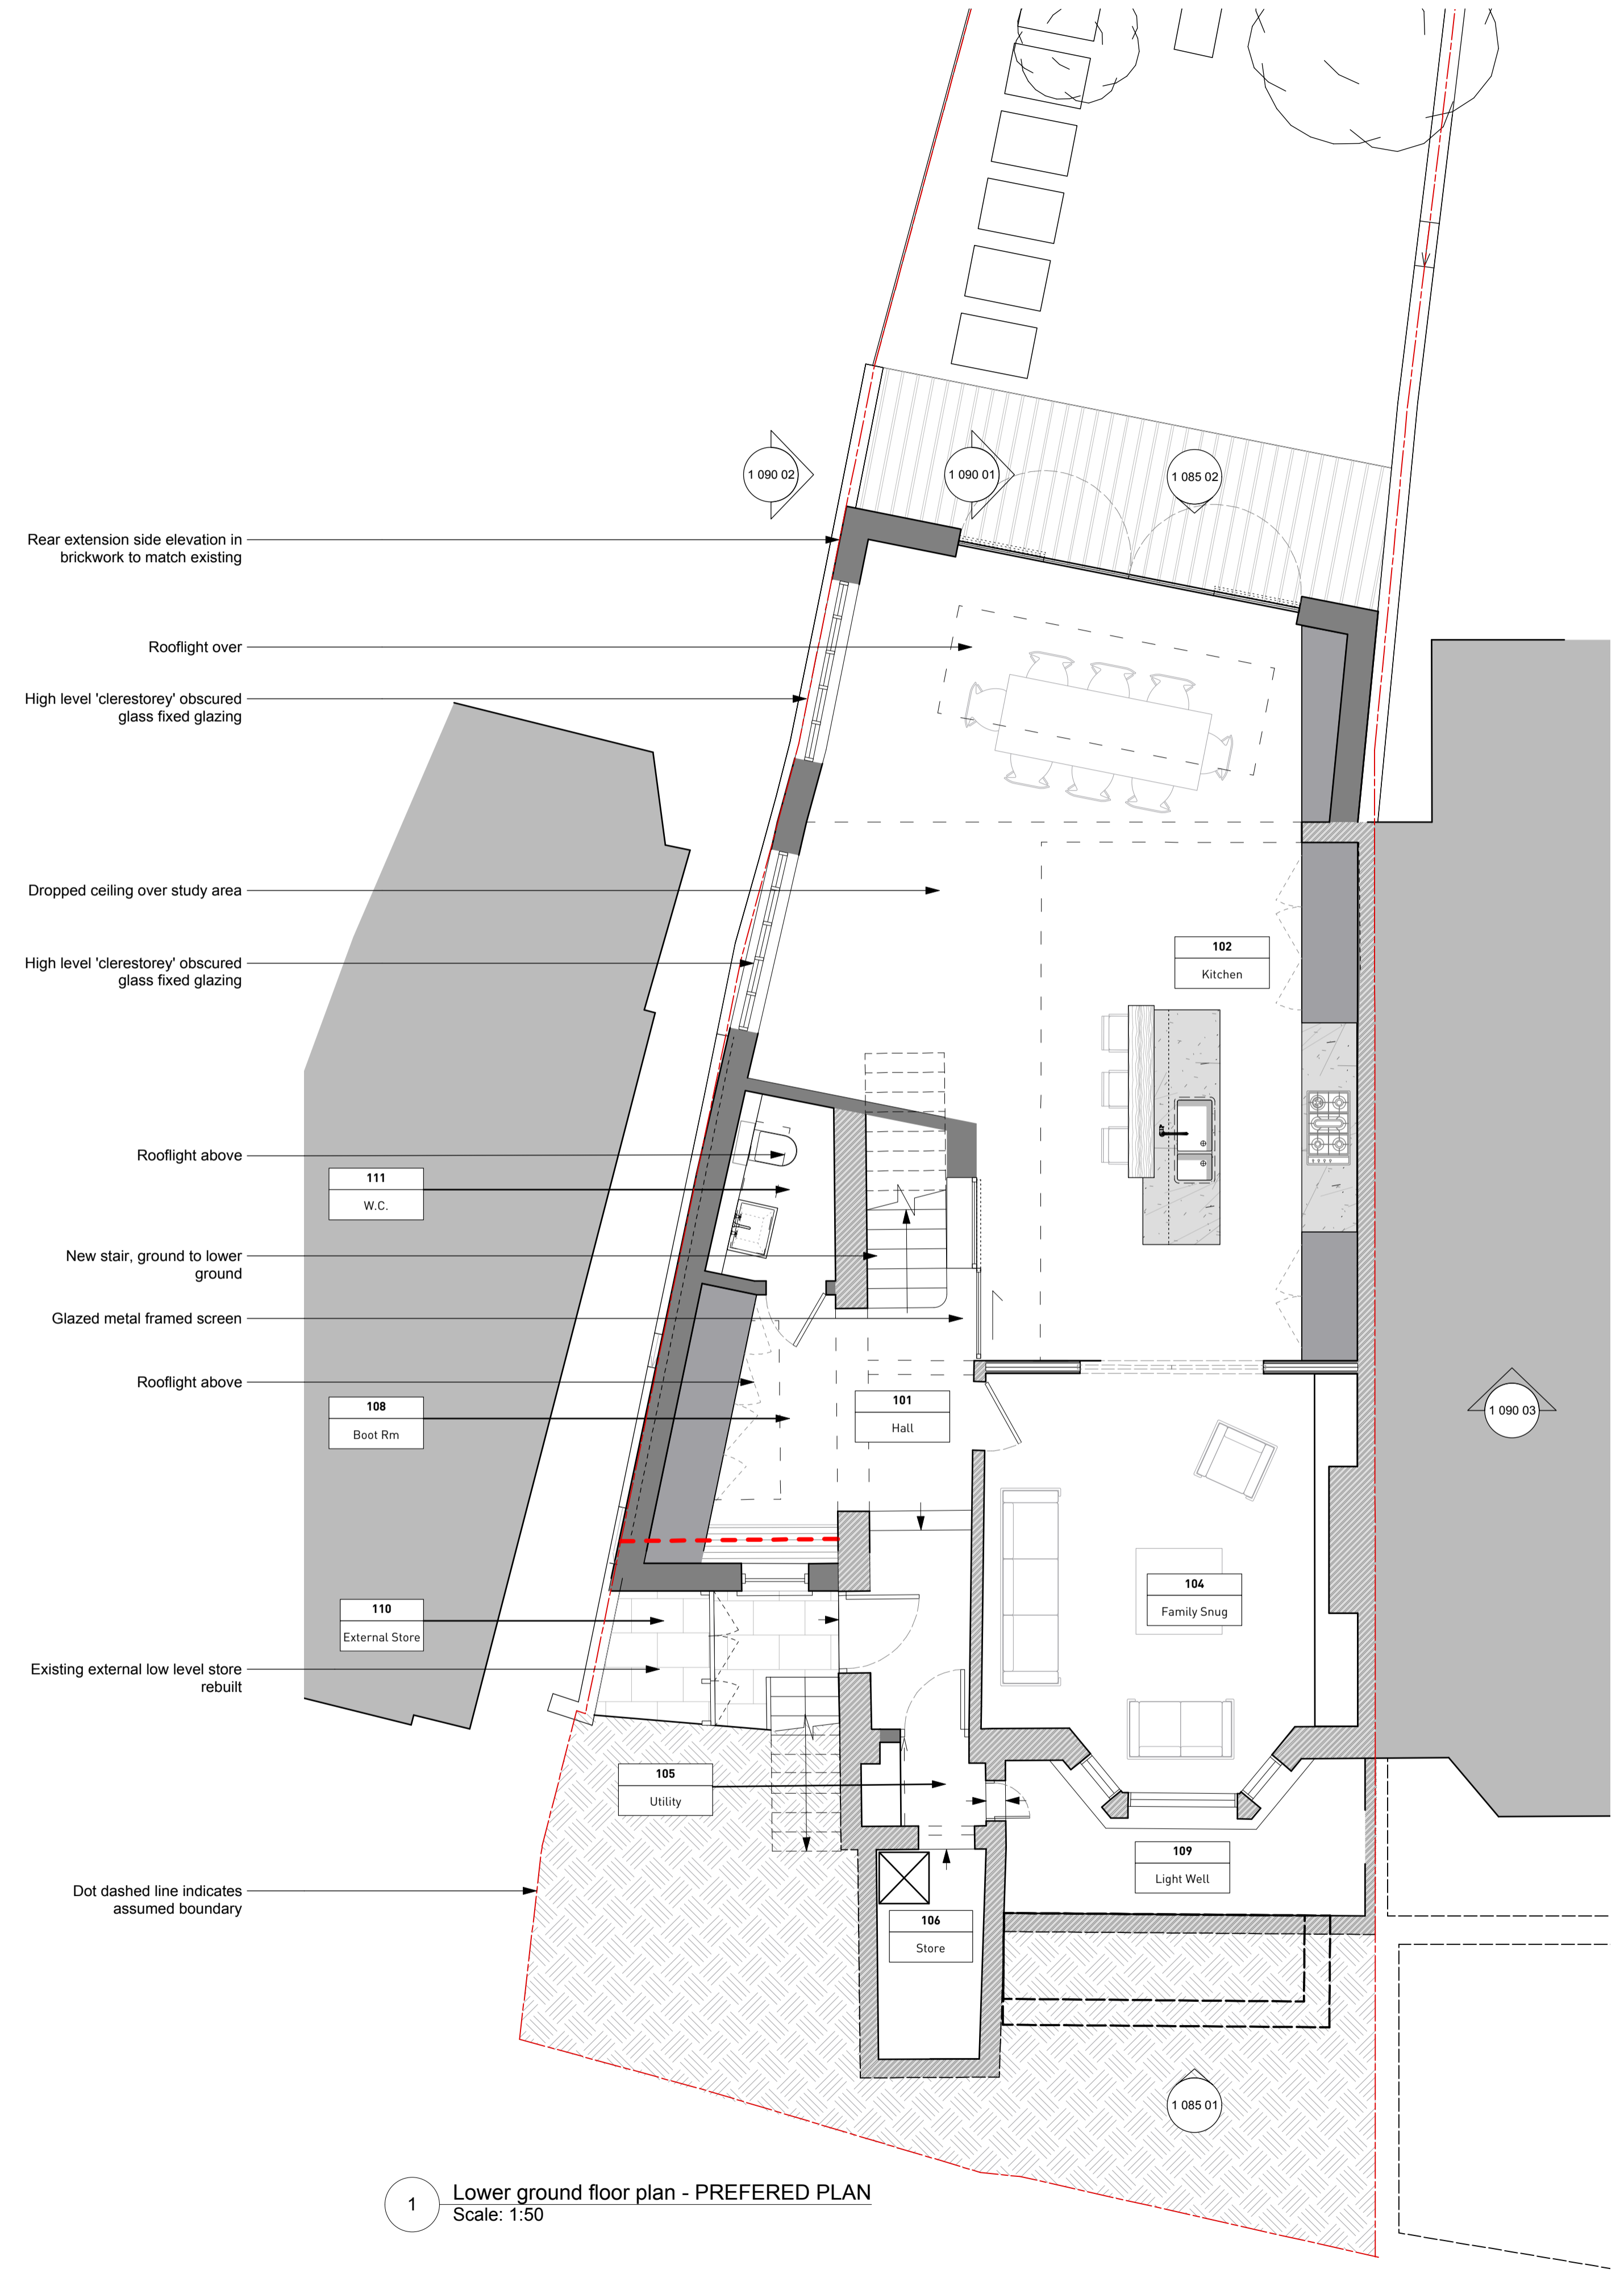 1 090 02
1 090 01
1 085 02
Rear extension side elevation in
brickwork to match existing
Rooflight over
High level 'clerestorey' obscured
glass fixed glazing
Dropped ceiling over study area
High level 'clerestorey' obscured
glass fixed glazing
102
Kitchen
Rooflight above
111
W.C.
New stair, ground to lower
ground
Glazed metal framed screen
Rooflight above
108
Boot Rm
101
Hall
1 090 03
104
Family Snug
110
External Store
Existing external low level store
rebuilt
105
Utility
109
Light Well
Dot dashed line indicates
assumed boundary
106
Store
1 085 01
1
Lower ground floor plan - PREFERED PLAN
Scale: 1:50